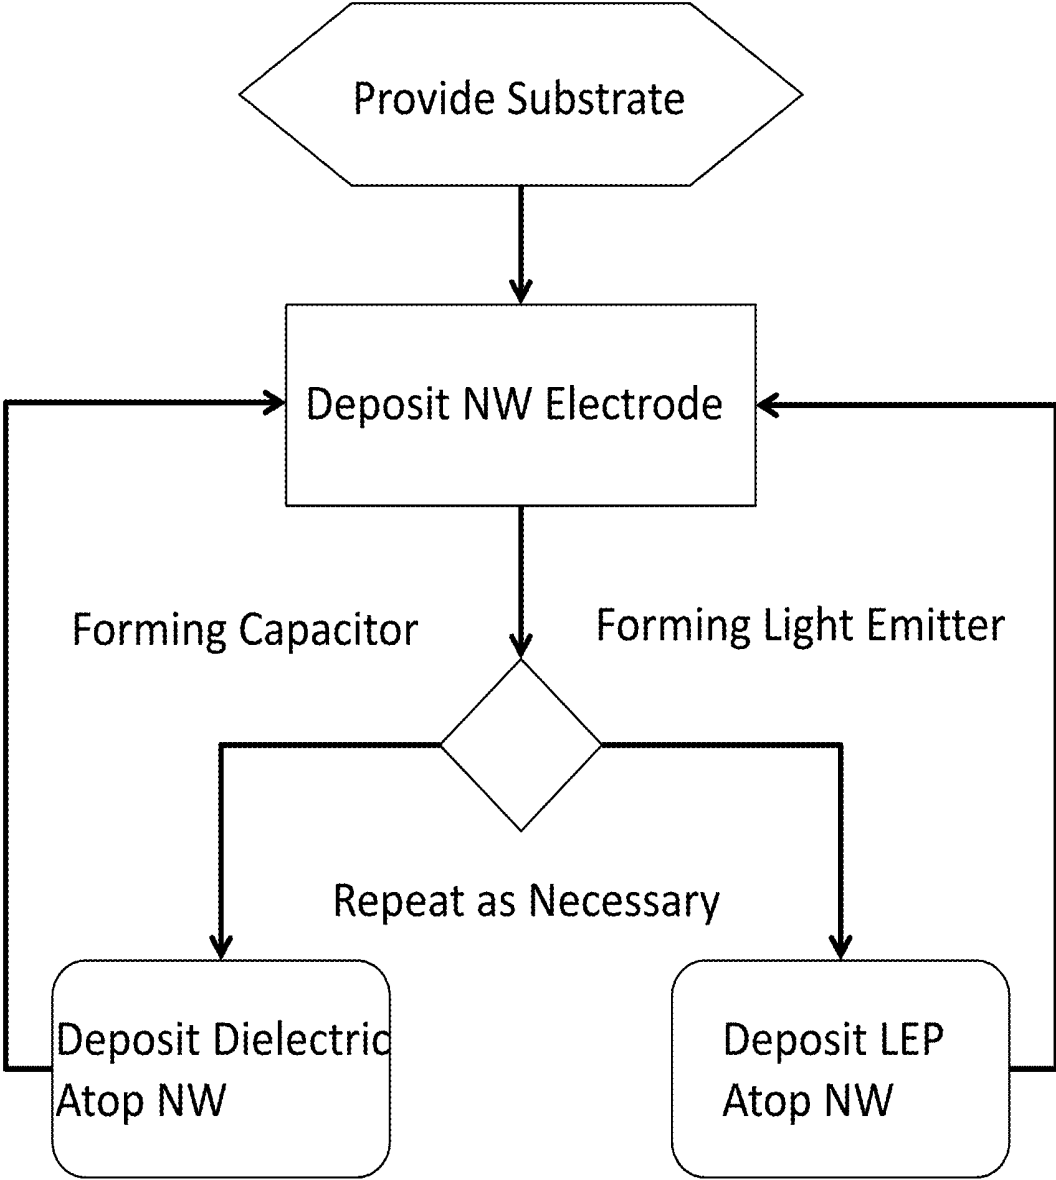 Provide Substrate
Deposit NW Electrode
Forming Capacitor
Forming Light Emitter
Repeat as Necessary
Deposit Dielectric
Atop NW
Deposit LEP
Atop NW